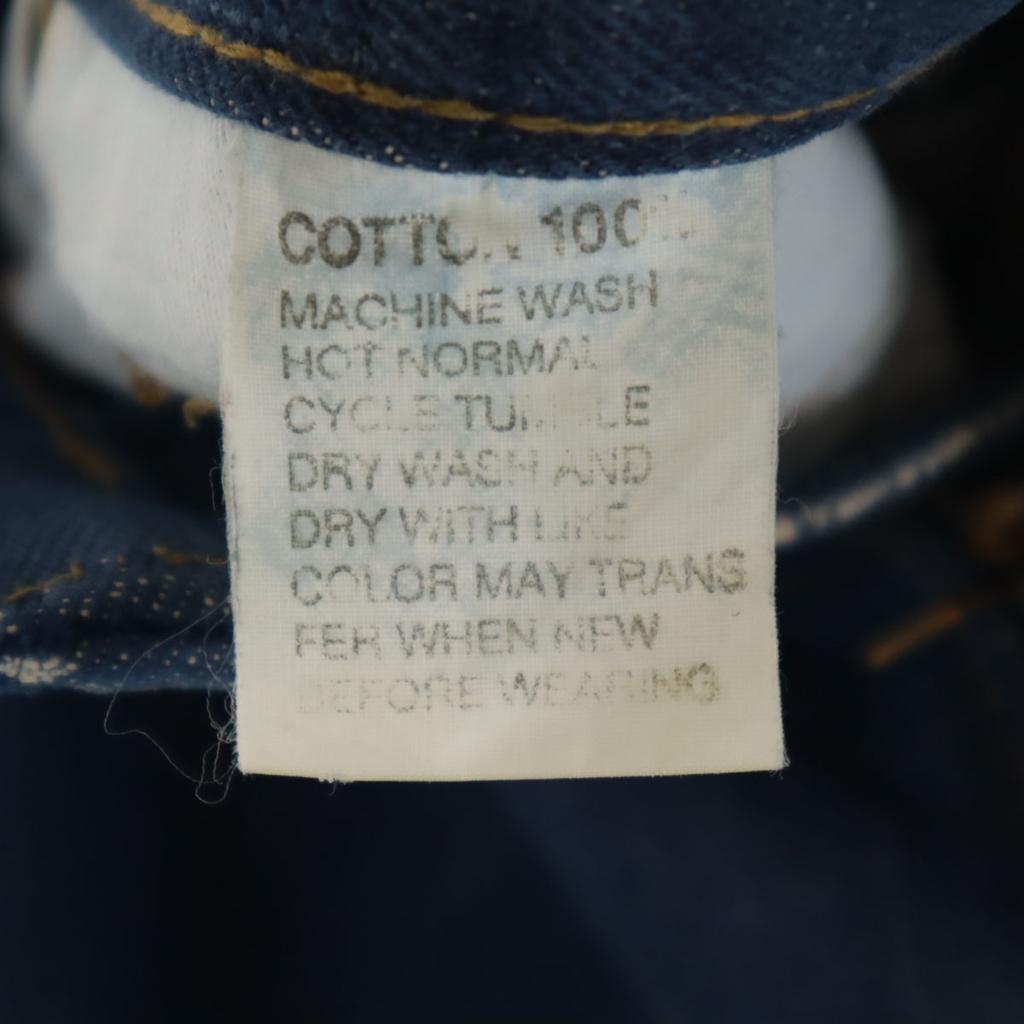 COTTON 100%
MACHINE WASH
HOT NORMAL
CYCLE TUMBLE
DRY WASH AND
DRY WITH LIKE
COLOR MAY TRANS
FER WHEN NEW
BEFORE WEARING